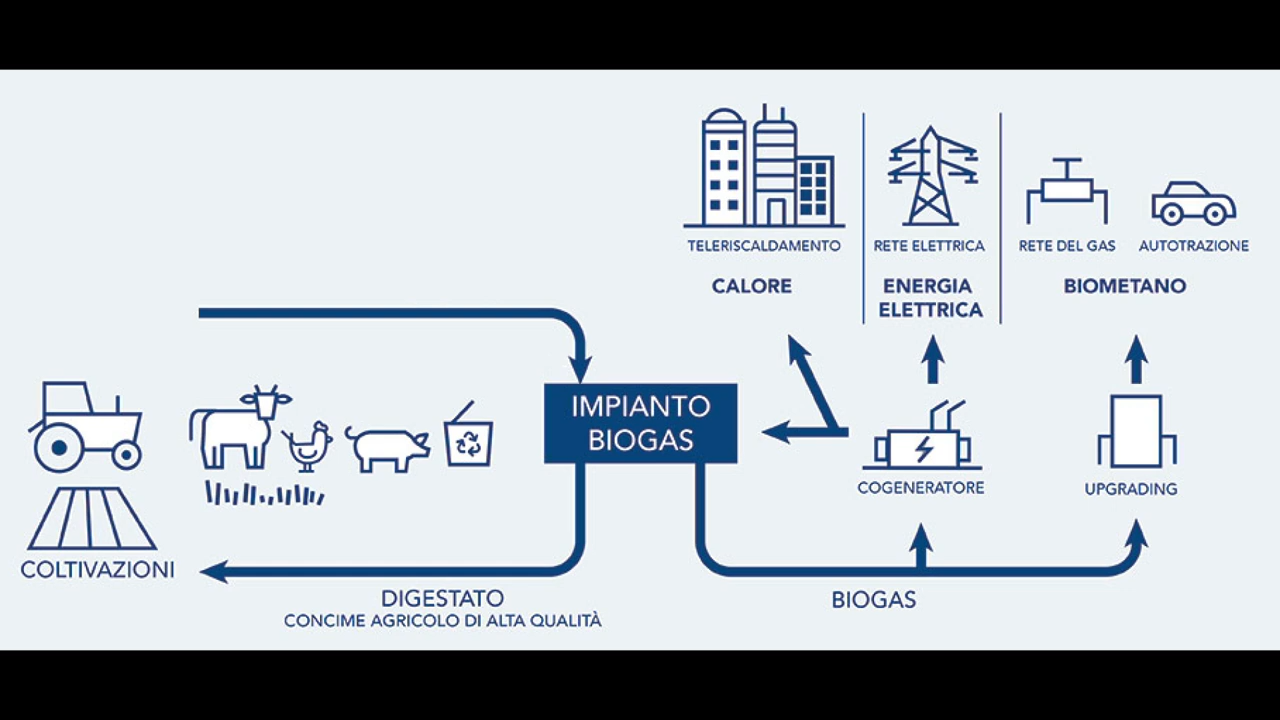 TELERISCALDAMENTO
CALORE
RETE ELETTRICA
ENERGIA
ELETTRICA
RETE DEL GAS
AUTOTRAZIONE
BIOMETANO
IMPIANTO
BIOGAS
COGENERATORE
UPGRADING
COLTIVAZIONI
DIGESTATO
CONCIME AGRICOLO DI ALTA QUALITÀ
BIOGAS